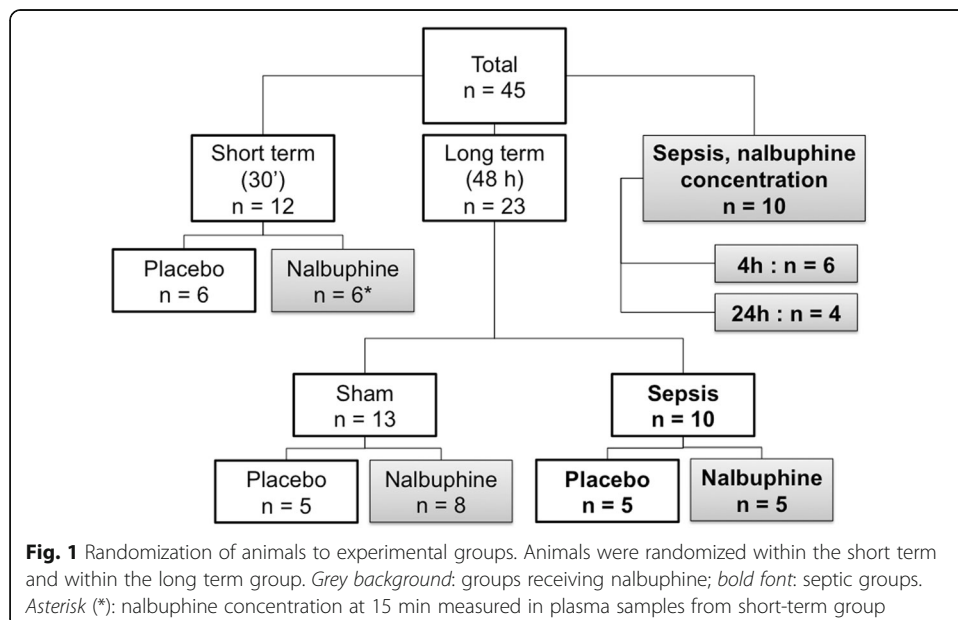 Total
n = 45
Short term
(30’)
n = 12
Long term
(48 h)
n = 23
Sepsis, nalbuphine
concentration
n = 10
Placebo
n = 6
Nalbuphine
n = 6*
4h : n = 6
24h : n = 4
Sham
n = 13
Sepsis
n = 10
Placebo
n = 5
Nalbuphine
n = 8
Placebo
n = 5
Nalbuphine
n = 5
Fig. 1 Randomization of animals to experimental groups. Animals were randomized within the short term
and within the long term group. Grey background: groups receiving nalbuphine; bold font: septic groups.
Asterisk (*): nalbuphine concentration at 15 min measured in plasma samples from short-term group